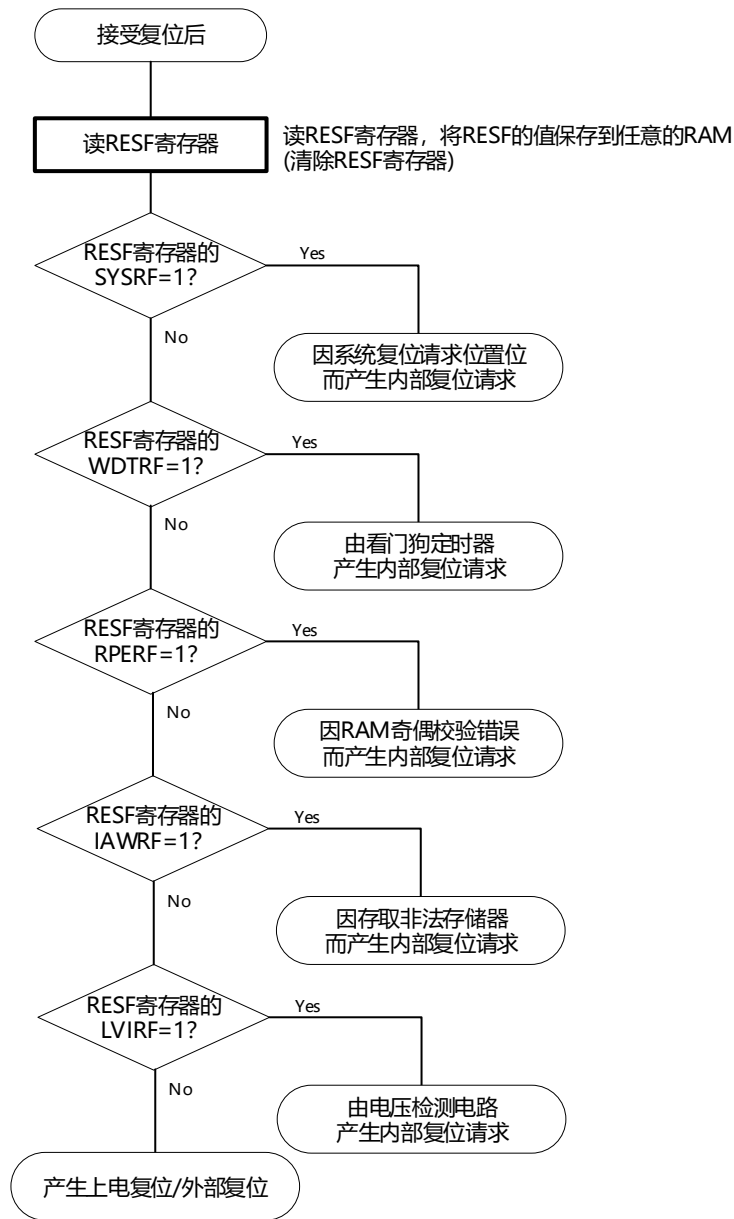 接受复位后
读RESF寄存器
读RESF寄存器，将RESF的值保存到任意的RAM
(清除RESF寄存器)
RESF寄存器的
SYSRF=1?
Yes
No
因系统复位请求位置位
而产生内部复位请求
RESF寄存器的
WDTRF=1?
Yes
No
由看门狗定时器
产生内部复位请求
RESF寄存器的
RPERF=1?
Yes
No
因RAM奇偶校验错误
而产生内部复位请求
RESF寄存器的
IAWRF=1?
Yes
No
因存取非法存储器
而产生内部复位请求
RESF寄存器的
LVIRF=1?
Yes
No
由电压检测电路
产生内部复位请求
产生上电复位/外部复位